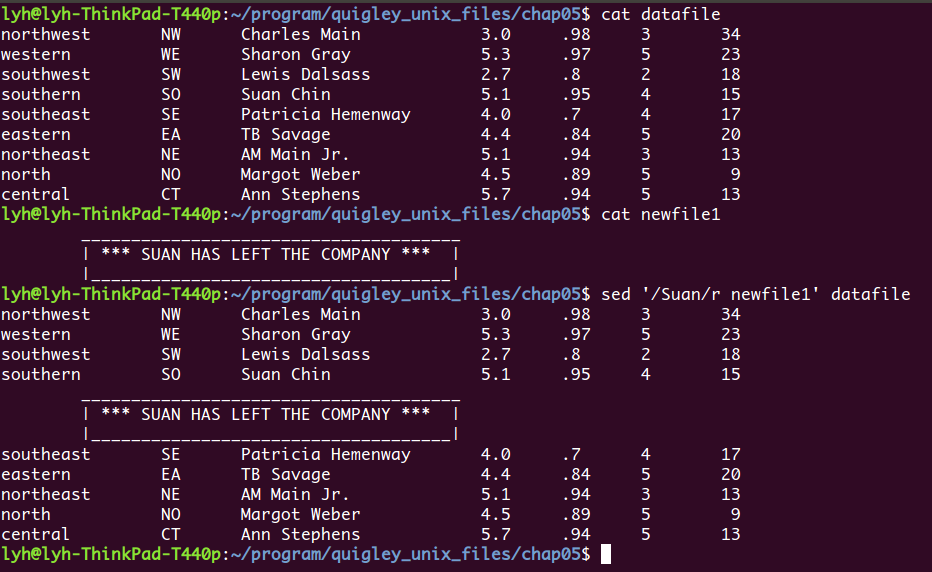 lyh@lyh-ThinkPad-T440p:~/program/quigley_unix_files/chap05$ cat datafile
northwest       NW      Charles Main            3.0     .98     3       34
western         WE      Sharon Gray             5.3     .97     5       23
southwest       SW      Lewis Dalsass           2.7     .8      2       18
southern        SO      Suan Chin               5.1     .95     4       15
southeast       SE      Patricia Hemenway       4.0     .7      4       17
eastern         EA      TB Savage               4.4     .84     5       20
northeast       NE      AM Main Jr.             5.1     .94     3       13
north           NO      Margot Weber            4.5     .89     5        9
central         CT      Ann Stephens            5.7     .94     5       13
lyh@lyh-ThinkPad-T440p:~/program/quigley_unix_files/chap05$ cat newfile1
        ______________________________________
        | *** SUAN HAS LEFT THE COMPANY ***  |
        |____________________________________|
lyh@lyh-ThinkPad-T440p:~/program/quigley_unix_files/chap05$ sed '/Suan/r newfile1' datafile
northwest       NW      Charles Main            3.0     .98     3       34
western         WE      Sharon Gray             5.3     .97     5       23
southwest       SW      Lewis Dalsass           2.7     .8      2       18
southern        SO      Suan Chin               5.1     .95     4       15
        ______________________________________
        | *** SUAN HAS LEFT THE COMPANY ***  |
        |____________________________________|
southeast       SE      Patricia Hemenway       4.0     .7      4       17
eastern         EA      TB Savage               4.4     .84     5       20
northeast       NE      AM Main Jr.             5.1     .94     3       13
north           NO      Margot Weber            4.5     .89     5        9
central         CT      Ann Stephens            5.7     .94     5       13
lyh@lyh-ThinkPad-T440p:~/program/quigley_unix_files/chap05$